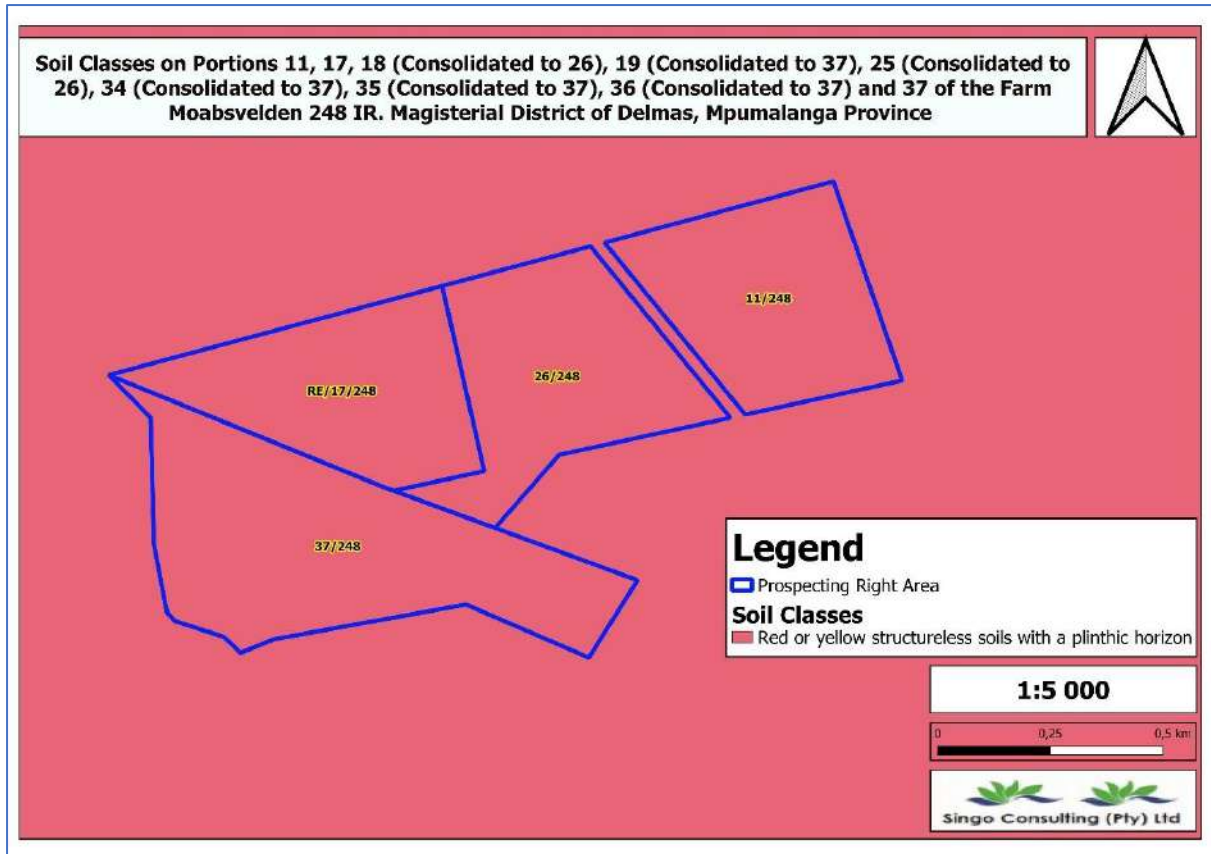 Soil Classes on Portions 11, 17, 18 (Consolidated to 26), 19 (Consolidated to 37), 25 (Consolidated to
26), 34 (Consolidated to 37), 35 (Consolidated to 37), 36 (Consolidated to 37) and 37 of the Farm
Moabsvelden 248 IR. Magisterial District of Delmas, Mpumalanga Province
11/248
26/248
RE/17/248
37/248
Legend
Prospecting Right Area
Soil Classes
Red or yellow structureless soils with a plinthic horizon
1:5 000
0 0,25 0,5 km
Singo Consulting (Pty) Ltd